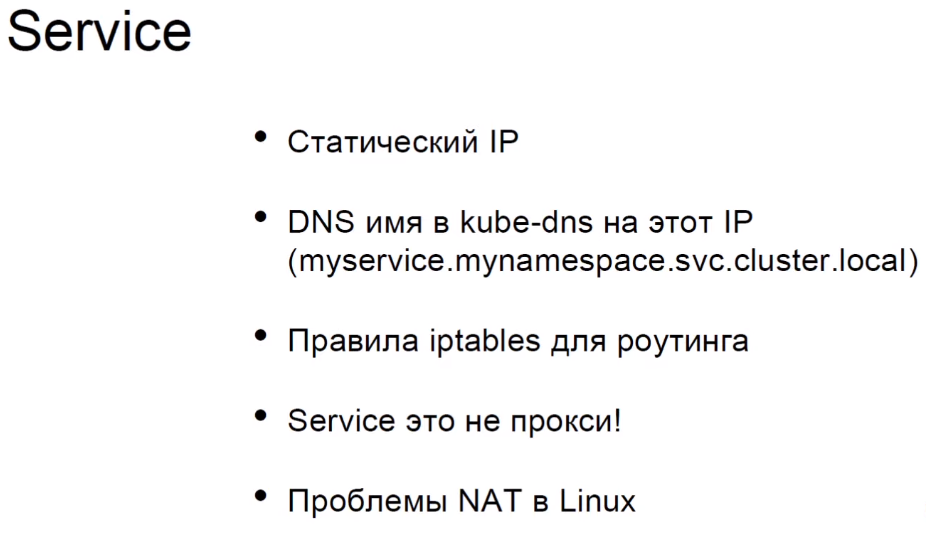 Service
• Статический IP
• DNS имя в kube-dns на этот IP
(myservice.mynamespace.svc.cluster.local)
• Правила iptables для роутинга
• Service это не прокси!
• Проблемы NAT в Linux